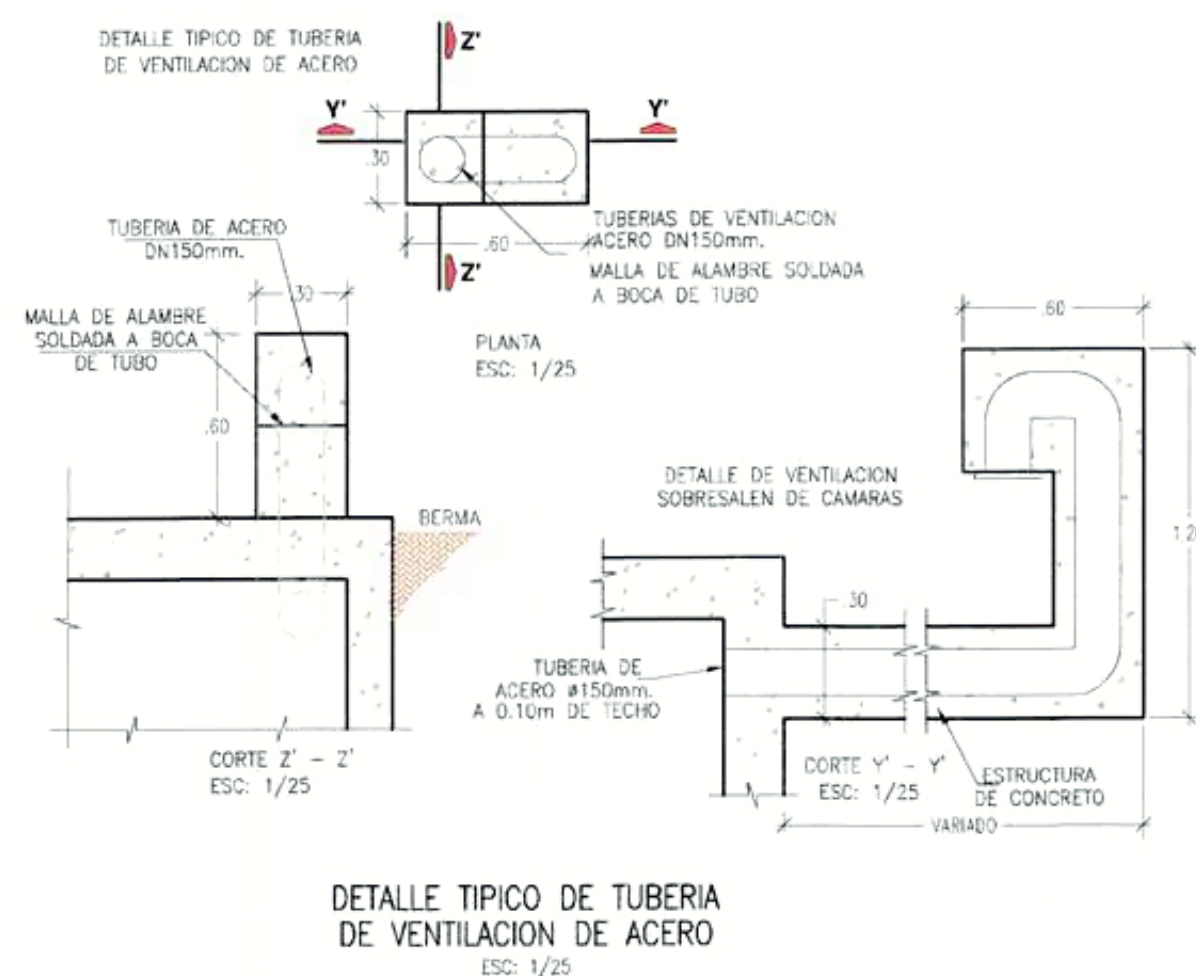 DETALLE TIPICO DE TUBERIA
DE VENTILACION DE ACERO
Z'
Y'
Y'
.30
.60
Z'
TUBERIAS DE VENTILACION
ACERO DN150mm.
MALLA DE ALAMBRE SOLDADA
A BOCA DE TUBO
PLANTA
ESC: 1/25
TUBERIA DE ACERO
DN150mm.
MALLA DE ALAMBRE
SOLDADA A BOCA
DE TUBO
.30
.60
BERMA
CORTE Z' - Z'
ESC: 1/25
.60
DETALLE DE VENTILACION
SOBRESALEN DE CAMARAS
1.20
.30
TUBERIA DE
ACERO ø150mm.
A 0.10m DE TECHO
CORTE Y' - Y'
ESC: 1/25
ESTRUCTURA
DE CONCRETO
VARIADO
DETALLE TIPICO DE TUBERIA
DE VENTILACION DE ACERO
ESC: 1/25